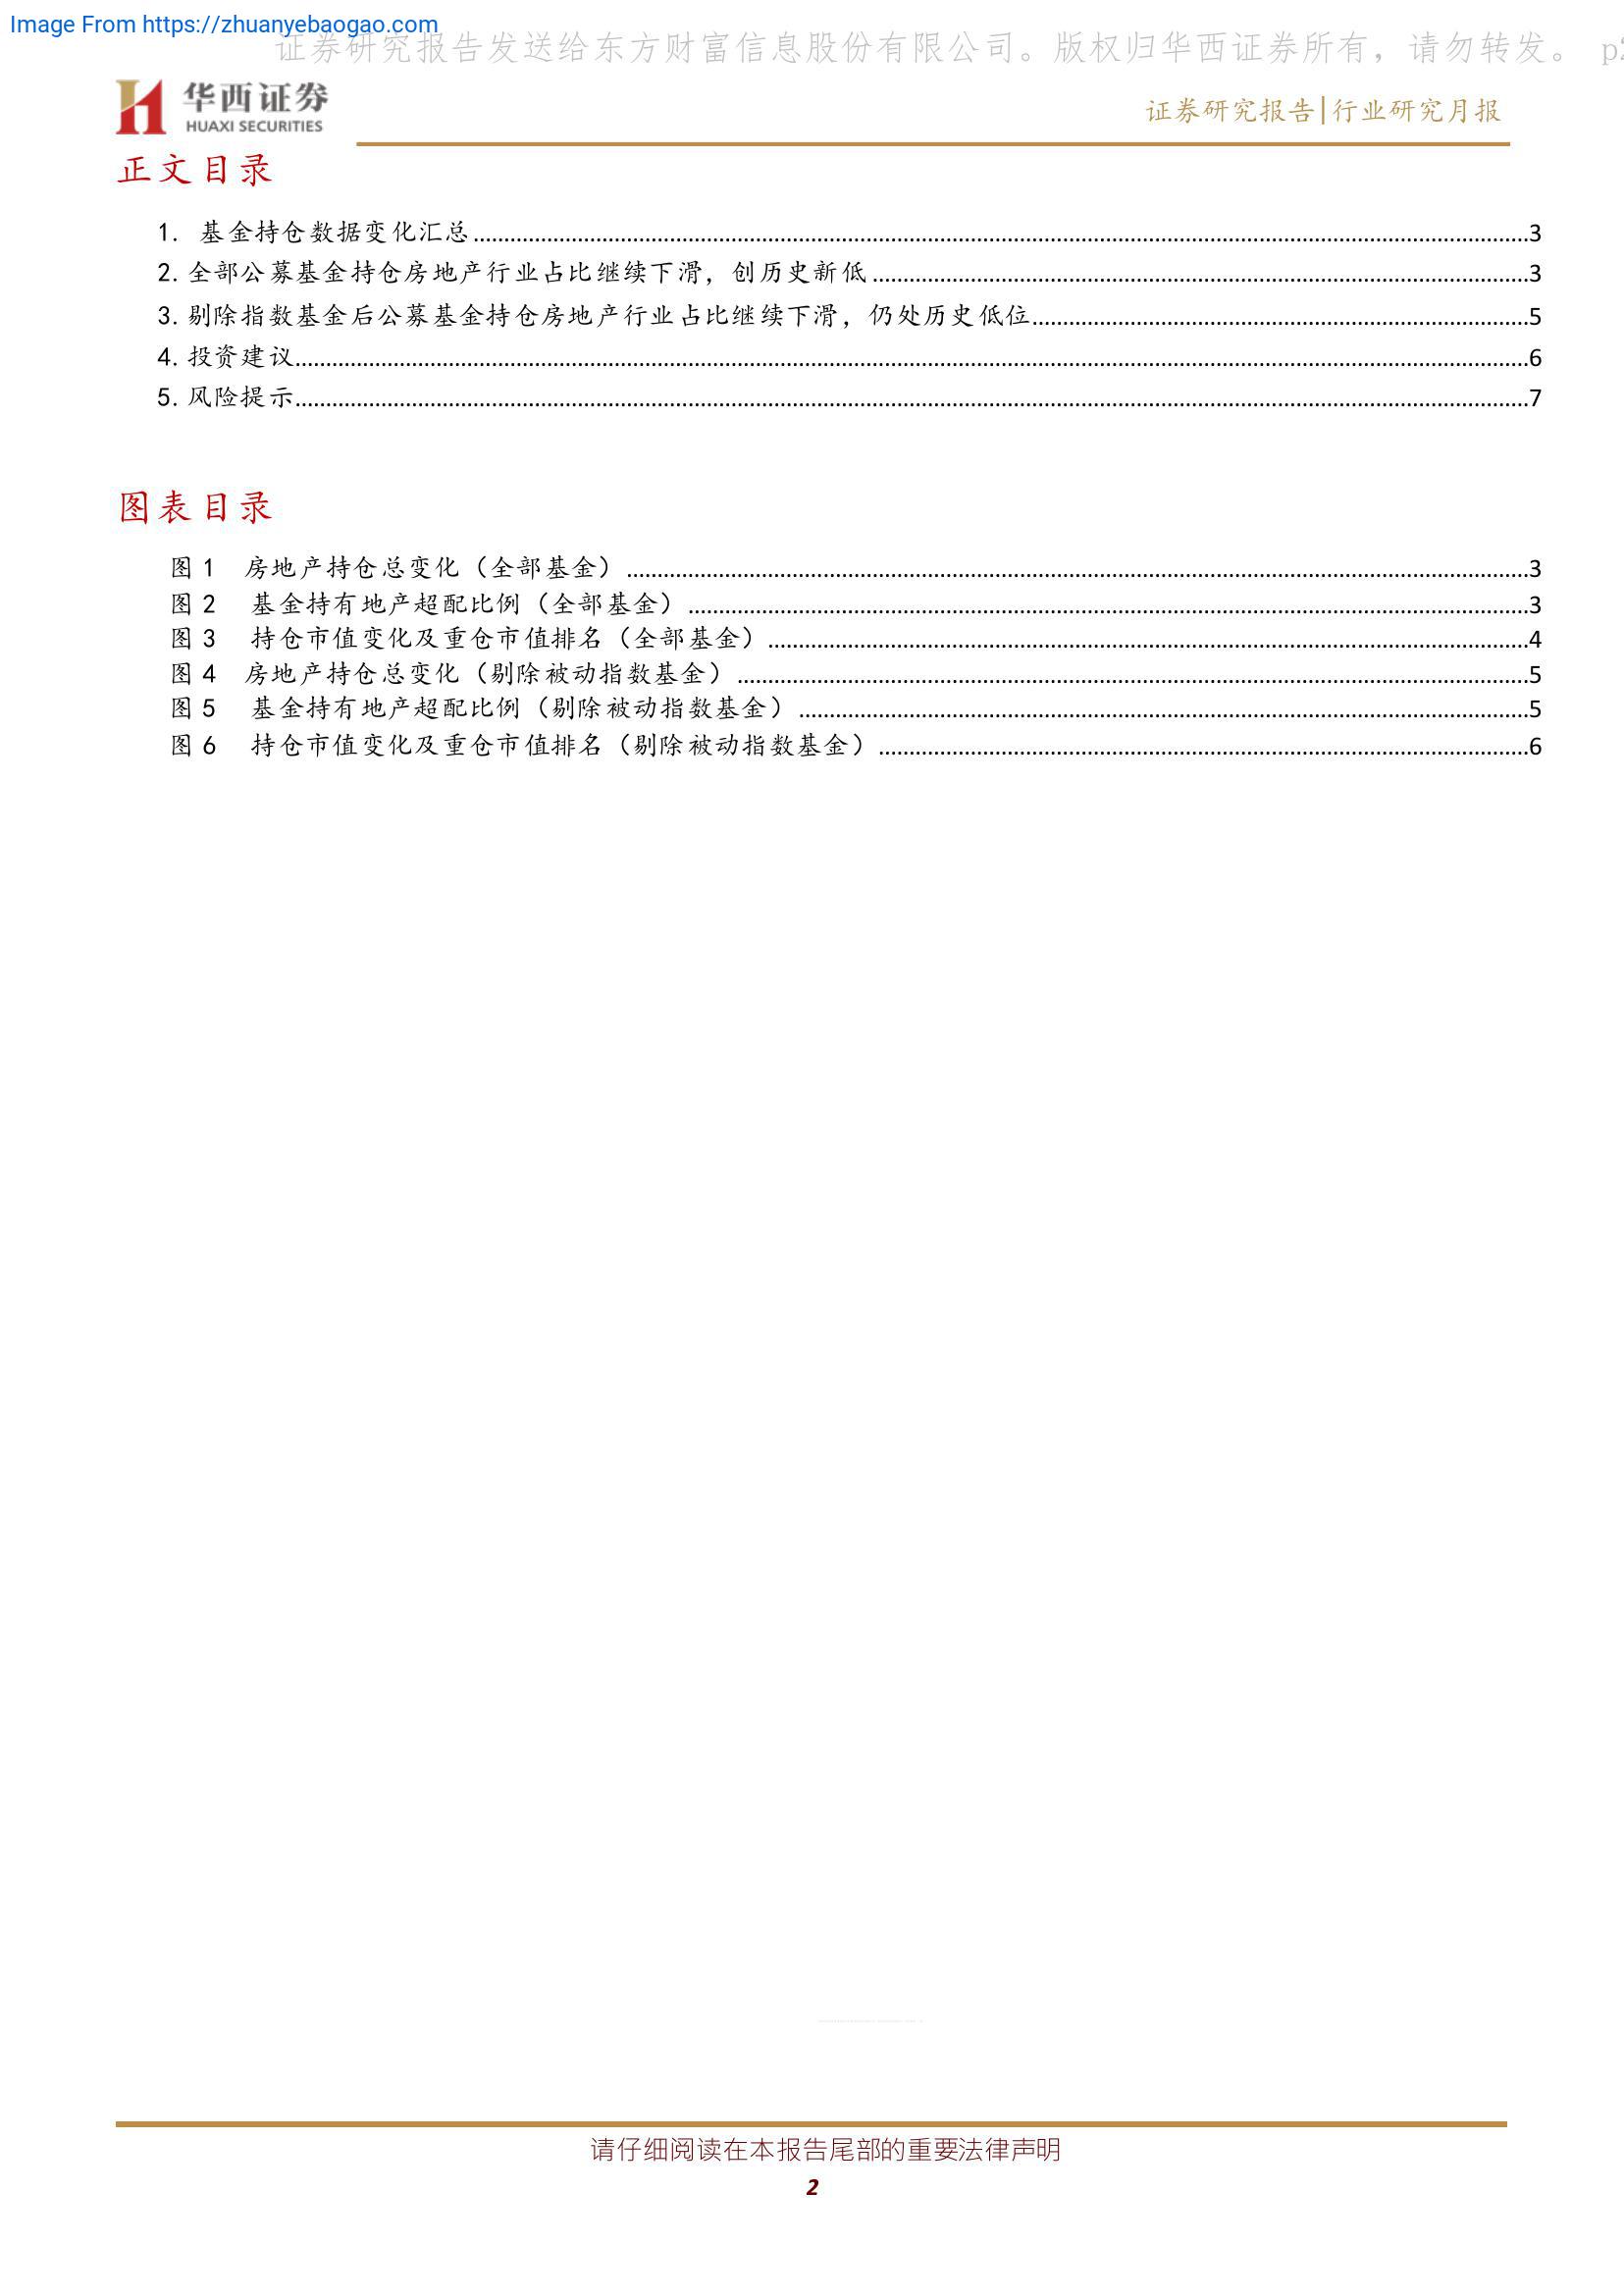 Image From https://zhuanyebaogao.com
证券研究报告发送给东方财富信息股份有限公司。版权归华西证券所有，请勿转发。 p2
华西证券
HUAXI SECURITIES
证券研究报告|行业研究月报
正文目录
1. 基金持仓数据变化汇总........3
2. 全部公募基金持仓房地产行业占比继续下滑，创历史新低........3
3. 剔除指数基金后公募基金持仓房地产行业占比继续下滑，仍处历史低位........5
4. 投资建议........6
5. 风险提示........7
图表目录
图 1 房地产持仓总变化（全部基金）........3
图 2 基金持有地产超配比例（全部基金）........3
图 3 持仓市值变化及重仓市值排名（全部基金）........4
图 4 房地产持仓总变化（剔除被动指数基金）........5
图 5 基金持有地产超配比例（剔除被动指数基金）........5
图 6 持仓市值变化及重仓市值排名（剔除被动指数基金）........6
请仔细阅读在本报告尾部的重要法律声明
2